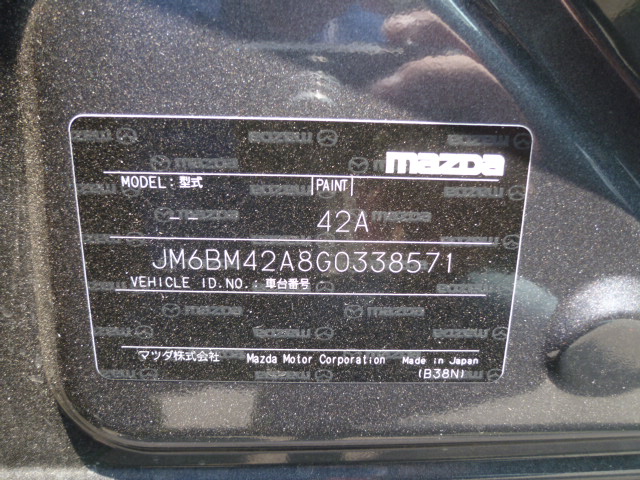 mazda
MODEL: 型式 PAINT
-- 42A
JM6BM42A8G0338571
VEHICLE ID.NO.: 車台番号
マツダ株式会社 Mazda Motor Corporation Made in Japan
(B38N)